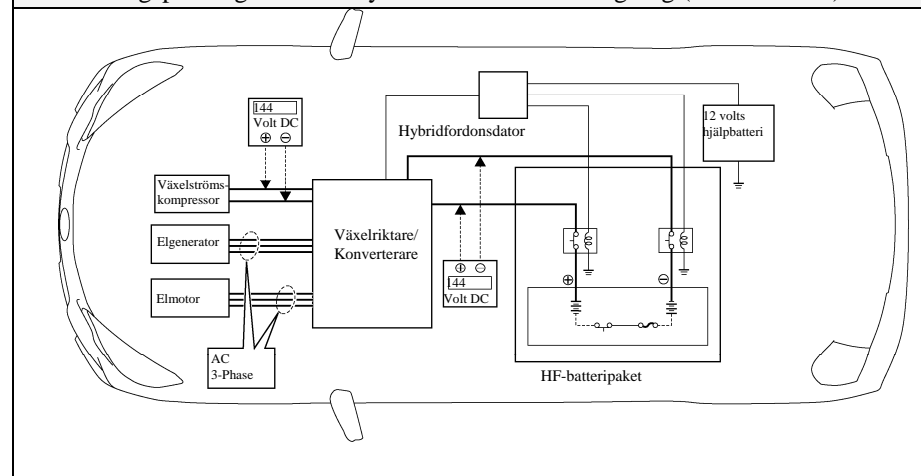 144
Volt DC
Hybridfordonsdator
12 volts
hjälpbatteri
Växelströms-
kompressor
Elgenerator
Elmotor
Växelriktare/
Konverterare
144
Volt DC
AC
3-Phase
HF-batteripaket